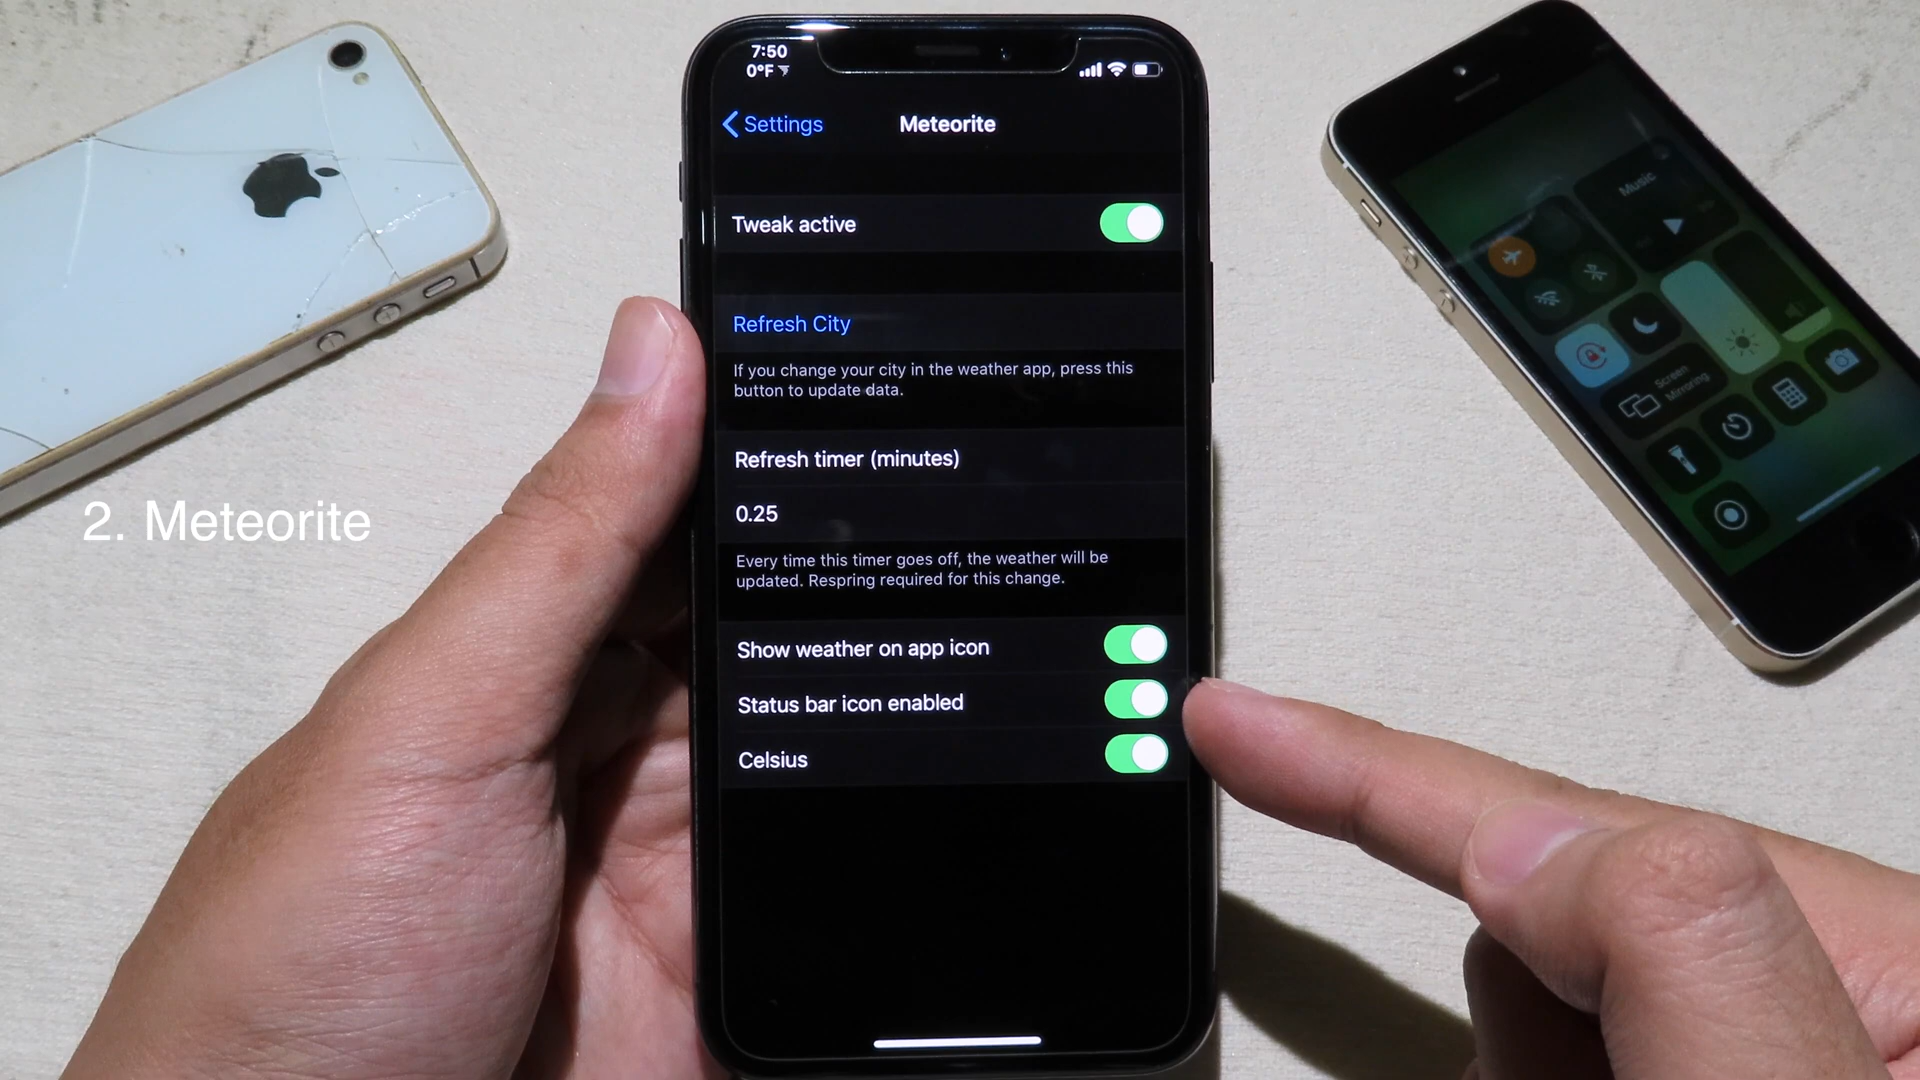 7:50
0°F
Settings
Meteorite
Tweak active
Refresh City
If you change your city in the weather app, press this
button to update data.
Refresh timer (minutes)
0.25
Every time this timer goes off, the weather will be
updated. Respring required for this change.
Show weather on app icon
Status bar icon enabled
Celsius
2. Meteorite
Music
Screen
Mirroring